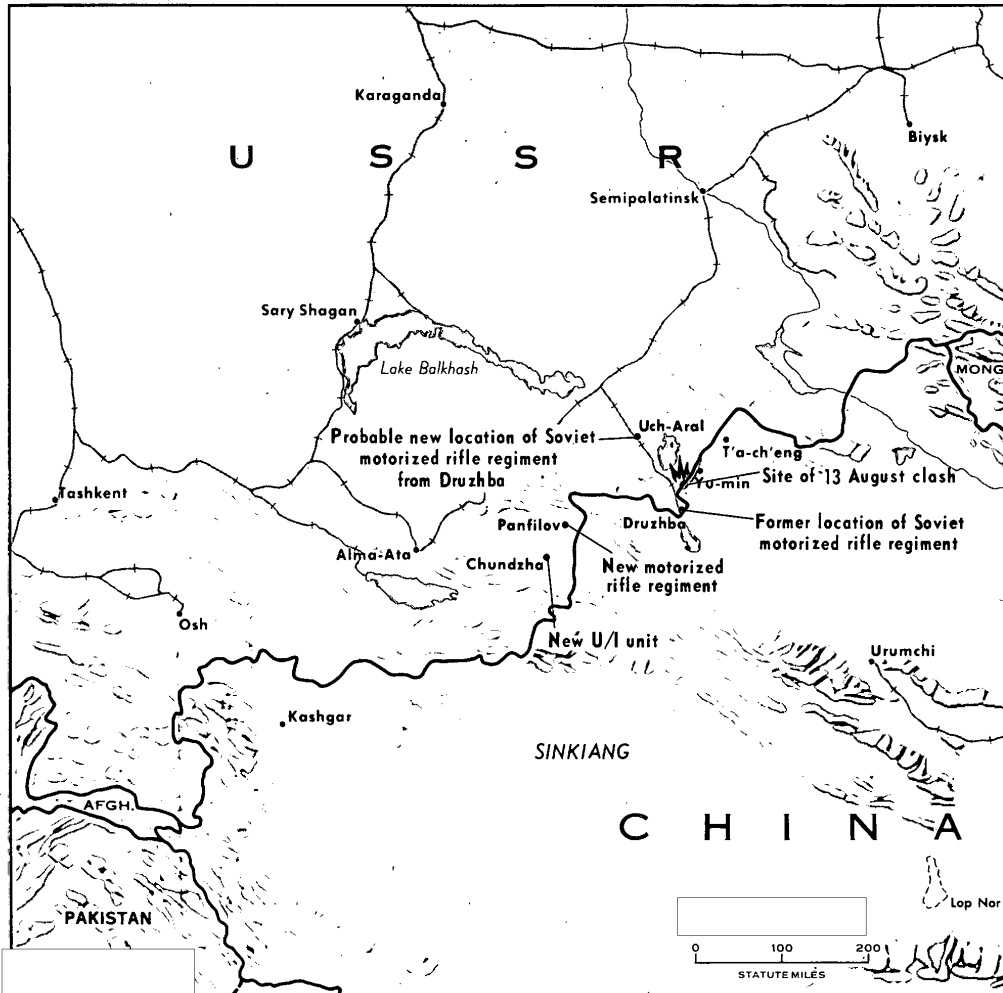 Karaganda
Biysk
U S S R
Semipalatinsk
Sary Shagan
Lake Balkhash
MONG
Uch-Aral
Probable new location of Soviet
motorized rifle regiment
from Druzhba
T'a-ch'eng
Yu-min
Site of 13 August clash
Tashkent
Panfilov
Druzhba
Former location of Soviet
motorized rifle regiment
Alma-Ata
Chundzha
New motorized
rifle regiment
Osh
New U/I unit
Urumchi
Kashgar
SINKIANG
AFGH.
C H I N A
Lop Nor
PAKISTAN
0 100 200
STATUTE MILES